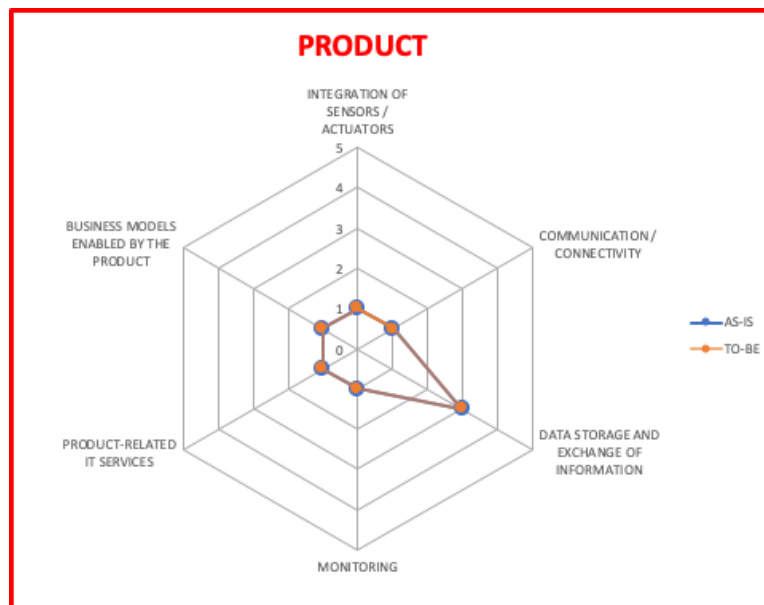 PRODUCT
INTEGRATION OF
SENSORS /
ACTUATORS
5
4
3
2
1
0
BUSINESS MODELS
ENABLED BY THE
PRODUCT
COMMUNICATION /
CONNECTIVITY
AS-IS
TO-BE
PRODUCT-RELATED
IT SERVICES
DATA STORAGE AND
EXCHANGE OF
INFORMATION
MONITORING